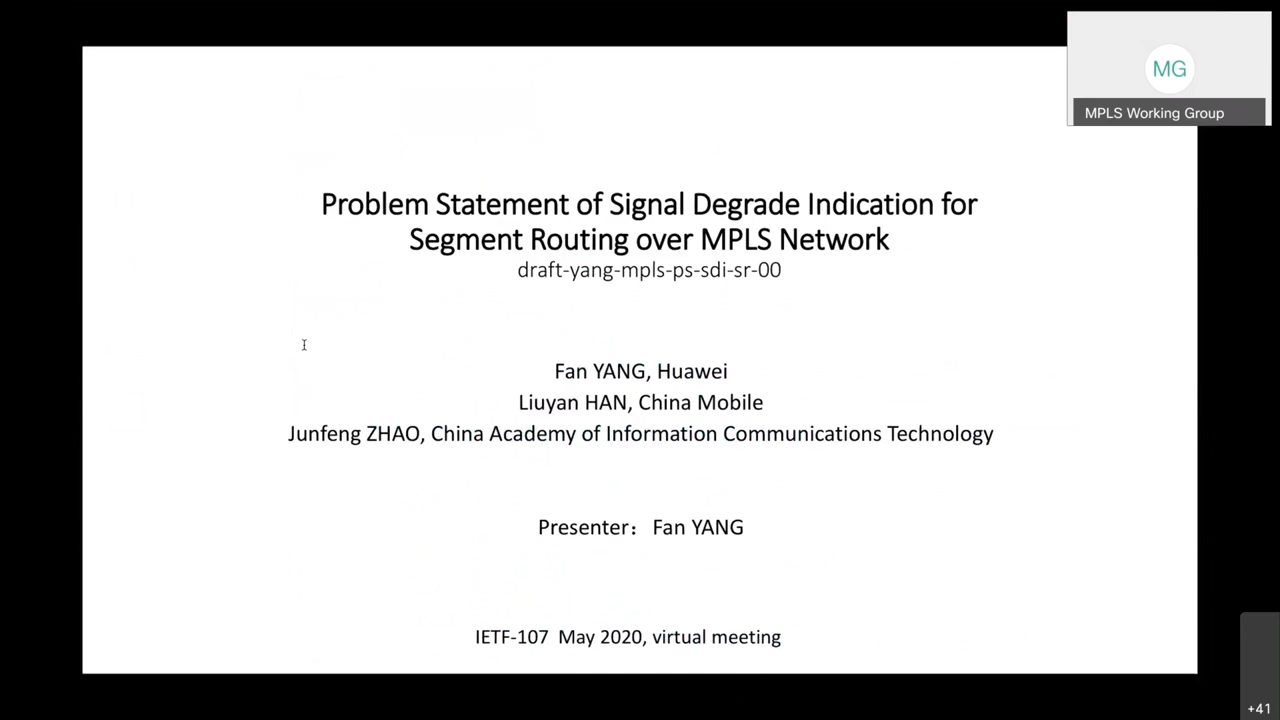 MG
MPLS Working Group
Problem Statement of Signal Degrade Indication for
Segment Routing over MPLS Network
draft-yang-mpls-ps-sdi-sr-00
Fan YANG, Huawei
Liuyan HAN, China Mobile
Junfeng ZHAO, China Academy of Information Communications Technology
Presenter： Fan YANG
IETF-107 May 2020, virtual meeting
+41